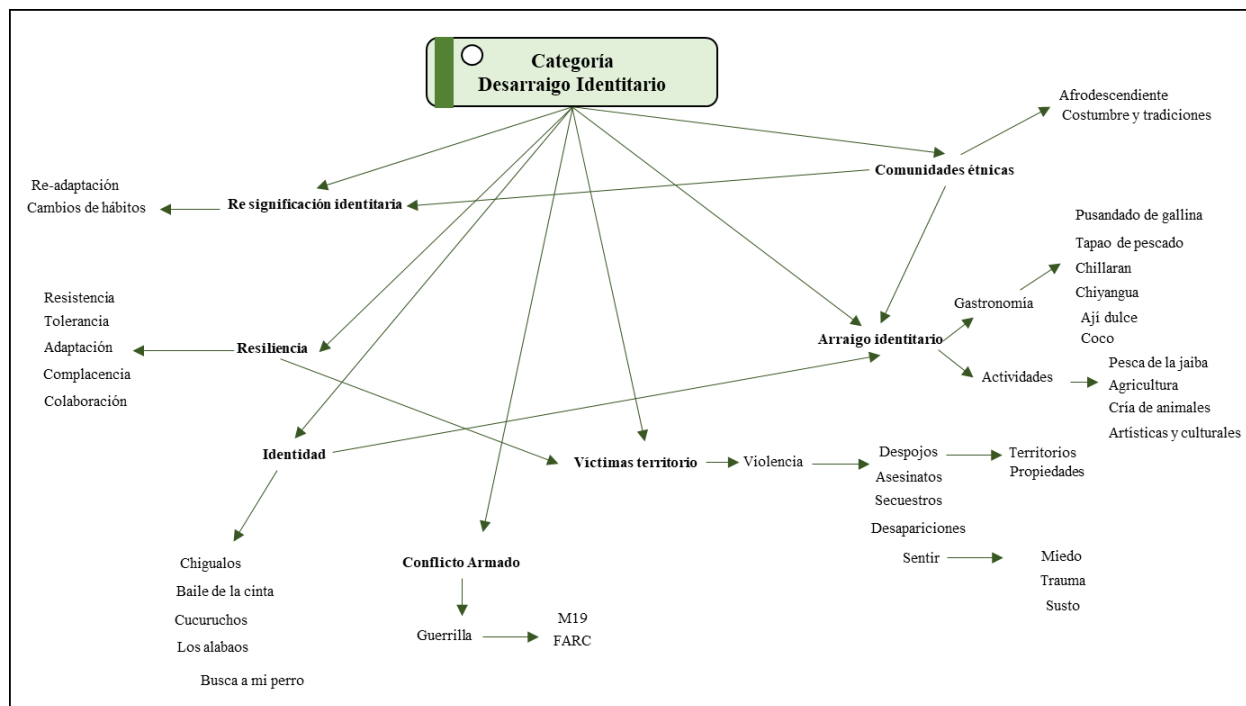 Categoría
Desarraigo Identitario
Afrodescendiente
Costumbre y tradiciones
Comunidades étnicas
Re-adaptación
Cambios de hábitos
Re significación identitaria
Pusandado de gallina
Tapao de pescado
Chillaran
Chiyangua
Ají dulce
Coco
Gastronomía
Arraigo identitario
Actividades
Pesca de la jaiba
Agricultura
Cría de animales
Artísticas y culturales
Resistencia
Tolerancia
Adaptación
Complacencia
Colaboración
Resiliencia
Identidad
Víctimas territorio
Violencia
Despojos
Asesinatos
Secuestros
Desapariciones
Territorios
Propiedades
Sentir
Miedo
Trauma
Susto
Chigualos
Baile de la cinta
Cucuruchos
Los alabaos
Busca a mi perro
Conflicto Armado
Guerrilla
M19
FARC